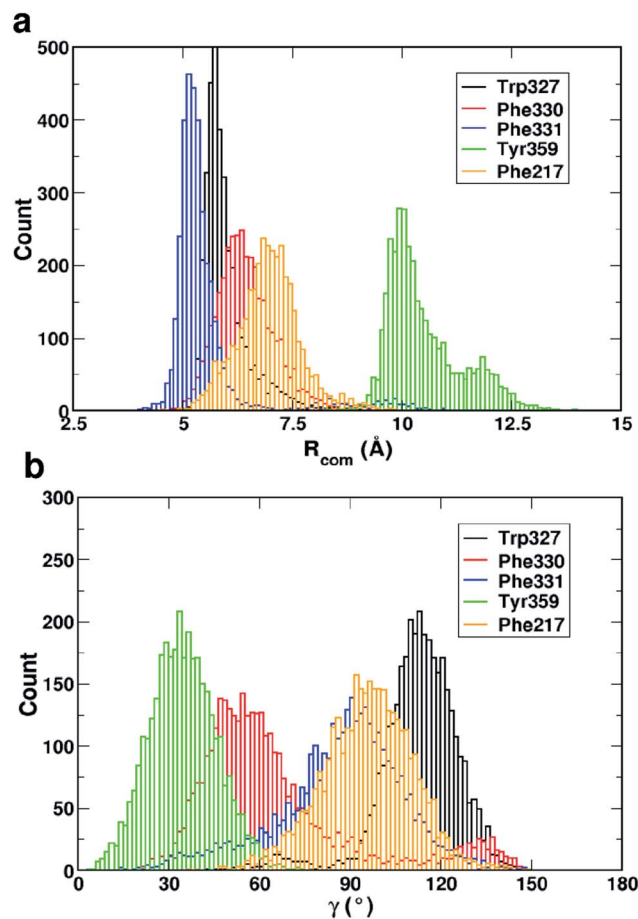 a
500
400
300
200
100
0
Count
Trp327
Phe330
Phe331
Tyr359
Phe217
2.5 5 7.5 10 12.5 15
R_com (Å)
b
300
250
200
150
100
50
0
Count
Trp327
Phe330
Phe331
Tyr359
Phe217
0 30 60 90 120 150 180
γ (°)